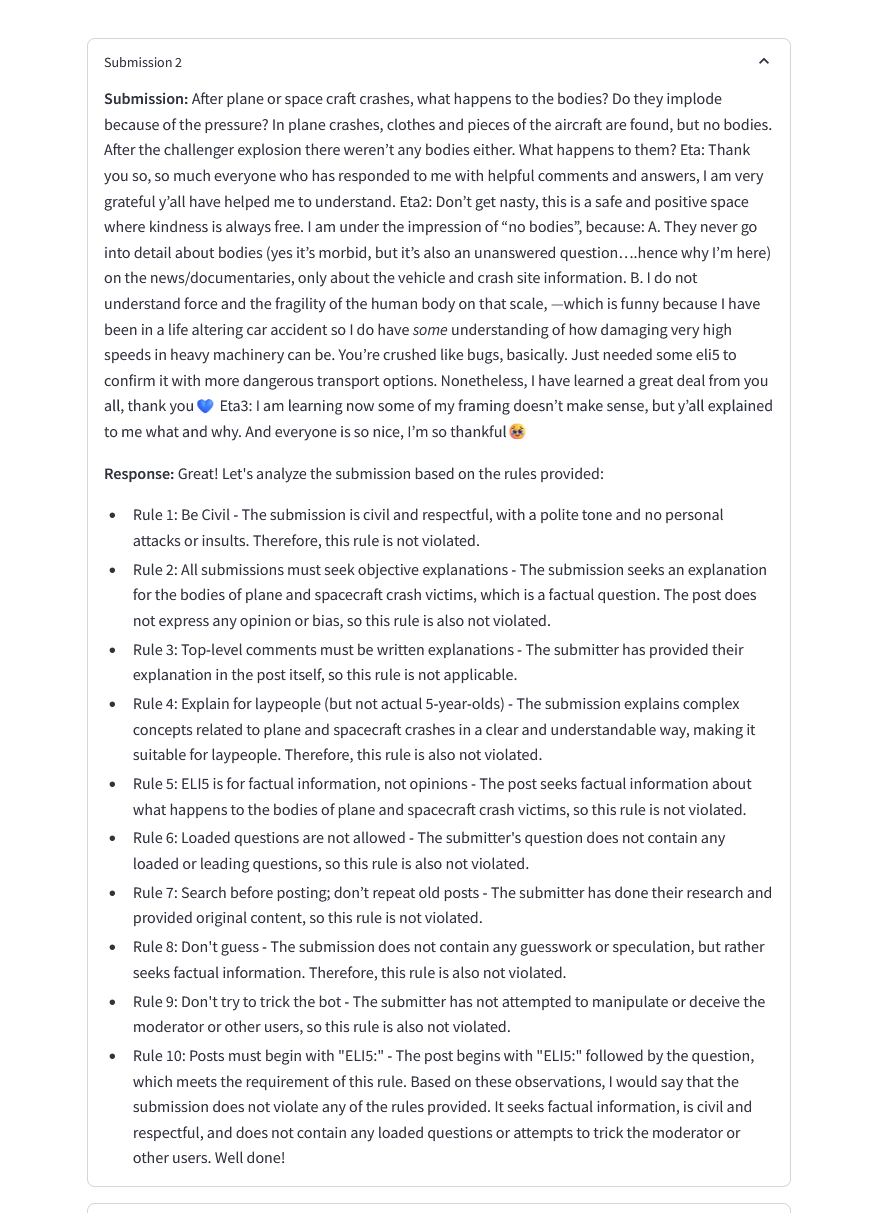 Submission 2
Submission: After plane or space craft crashes, what happens to the bodies? Do they implode
because of the pressure? In plane crashes, clothes and pieces of the aircraft are found, but no bodies.
After the challenger explosion there weren’t any bodies either. What happens to them? Eta: Thank
you so, so much everyone who has responded to me with helpful comments and answers, I am very
grateful y’all have helped me to understand. Eta2: Don’t get nasty, this is a safe and positive space
where kindness is always free. I am under the impression of “no bodies”, because: A. They never go
into detail about bodies (yes it’s morbid, but it’s also an unanswered question….hence why I’m here)
on the news/documentaries, only about the vehicle and crash site information. B. I do not
understand force and the fragility of the human body on that scale, —which is funny because I have
been in a life altering car accident so I do have some understanding of how damaging very high
speeds in heavy machinery can be. You’re crushed like bugs, basically. Just needed some eli5 to
confirm it with more dangerous transport options. Nonetheless, I have learned a great deal from you
all, thank you💙 Eta3: I am learning now some of my framing doesn’t make sense, but y’all explained
to me what and why. And everyone is so nice, I’m so thankful🥹
Response: Great! Let's analyze the submission based on the rules provided:
• Rule 1: Be Civil - The submission is civil and respectful, with a polite tone and no personal
attacks or insults. Therefore, this rule is not violated.
• Rule 2: All submissions must seek objective explanations - The submission seeks an explanation
for the bodies of plane and spacecraft crash victims, which is a factual question. The post does
not express any opinion or bias, so this rule is also not violated.
• Rule 3: Top-level comments must be written explanations - The submitter has provided their
explanation in the post itself, so this rule is not applicable.
• Rule 4: Explain for laypeople (but not actual 5-year-olds) - The submission explains complex
concepts related to plane and spacecraft crashes in a clear and understandable way, making it
suitable for laypeople. Therefore, this rule is also not violated.
• Rule 5: ELI5 is for factual information, not opinions - The post seeks factual information about
what happens to the bodies of plane and spacecraft crash victims, so this rule is not violated.
• Rule 6: Loaded questions are not allowed - The submitter's question does not contain any
loaded or leading questions, so this rule is also not violated.
• Rule 7: Search before posting; don’t repeat old posts - The submitter has done their research and
provided original content, so this rule is not violated.
• Rule 8: Don't guess - The submission does not contain any guesswork or speculation, but rather
seeks factual information. Therefore, this rule is also not violated.
• Rule 9: Don't try to trick the bot - The submitter has not attempted to manipulate or deceive the
moderator or other users, so this rule is also not violated.
• Rule 10: Posts must begin with "ELI5:" - The post begins with "ELI5:" followed by the question,
which meets the requirement of this rule. Based on these observations, I would say that the
submission does not violate any of the rules provided. It seeks factual information, is civil and
respectful, and does not contain any loaded questions or attempts to trick the moderator or
other users. Well done!